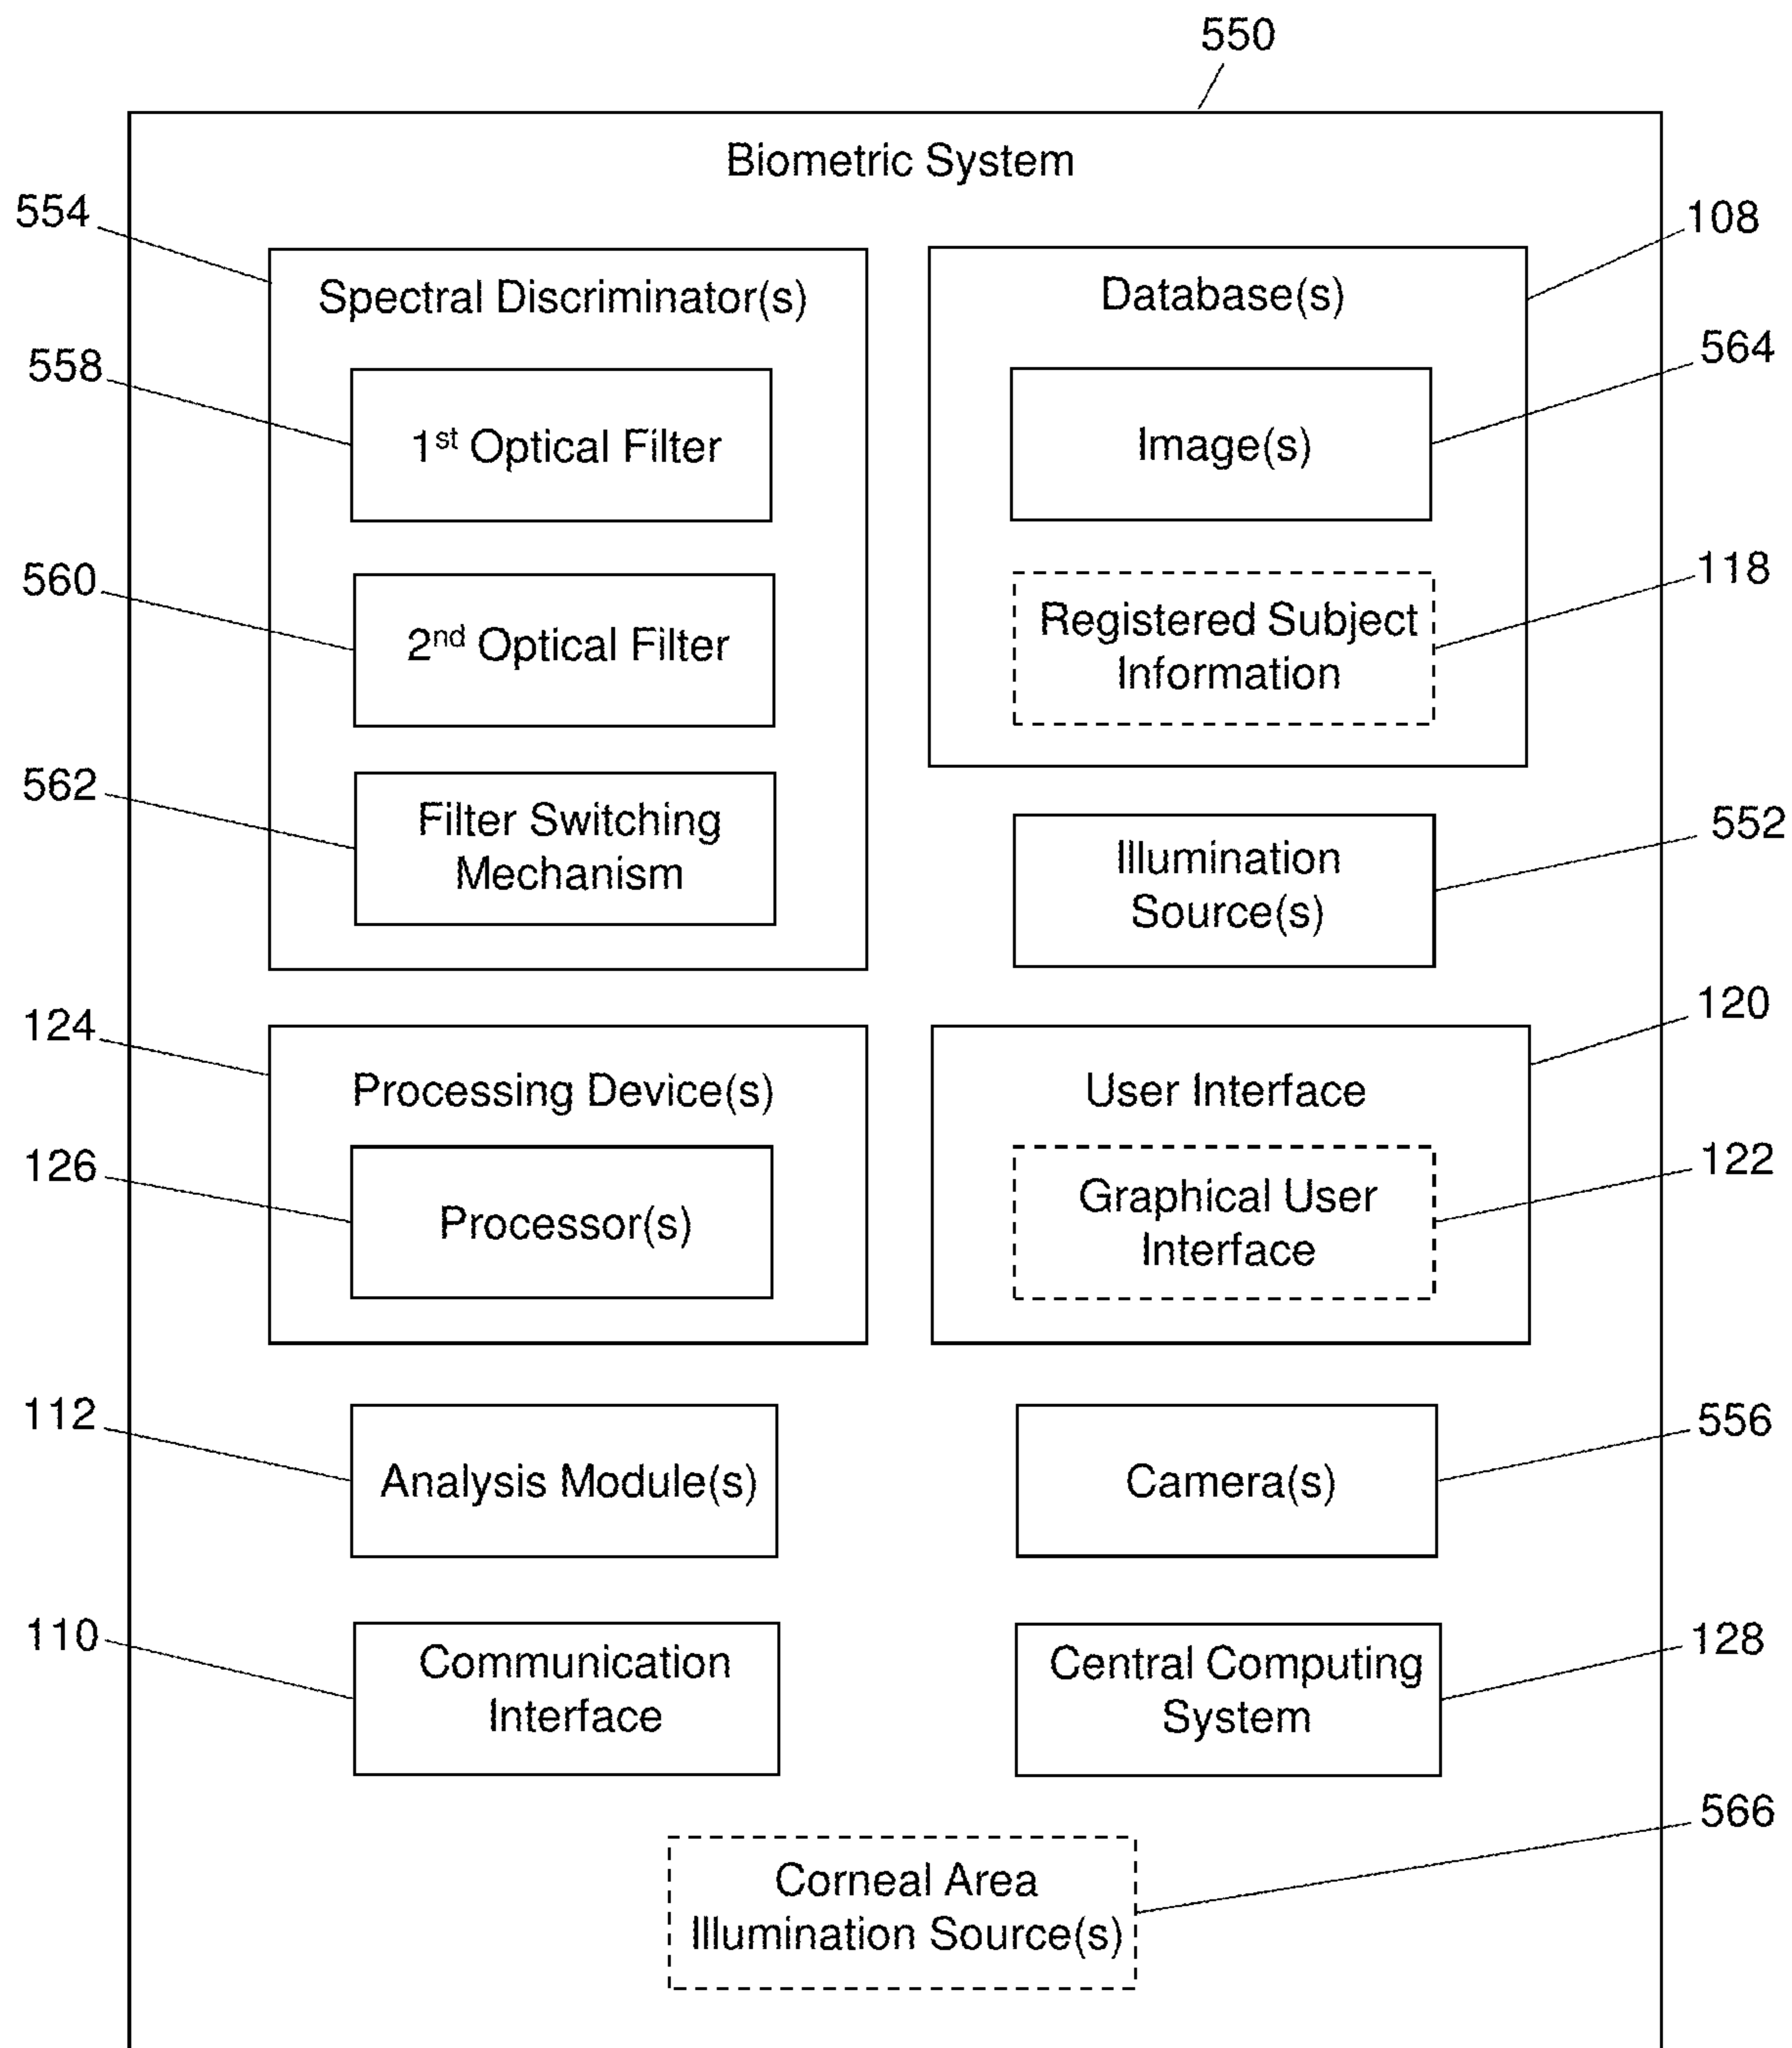 550
Biometric System
554
108
Spectral Discriminator(s)
Database(s)
558
564
1st Optical Filter
Image(s)
560
118
2nd Optical Filter
Registered Subject
Information
562
Filter Switching
Mechanism
552
Illumination
Source(s)
124
120
Processing Device(s)
User Interface
126
122
Processor(s)
Graphical User
Interface
112
556
Analysis Module(s)
Camera(s)
110
128
Communication
Interface
Central Computing
System
566
Corneal Area
Illumination Source(s)